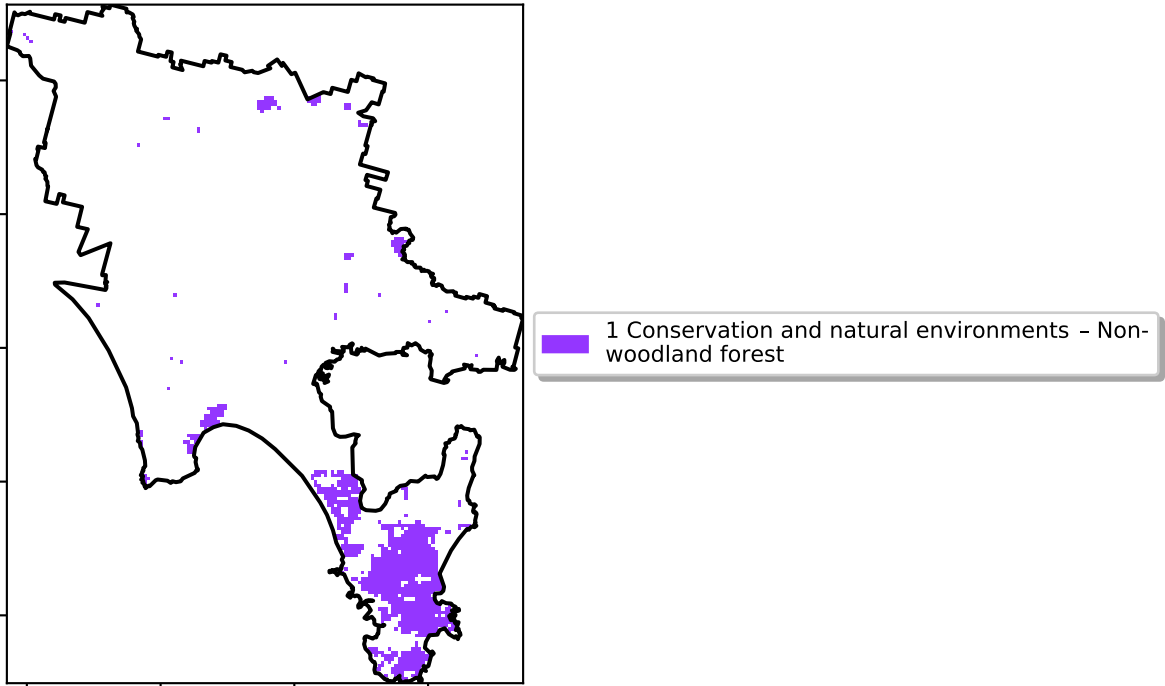 1 Conservation and natural environments – Non-
woodland forest